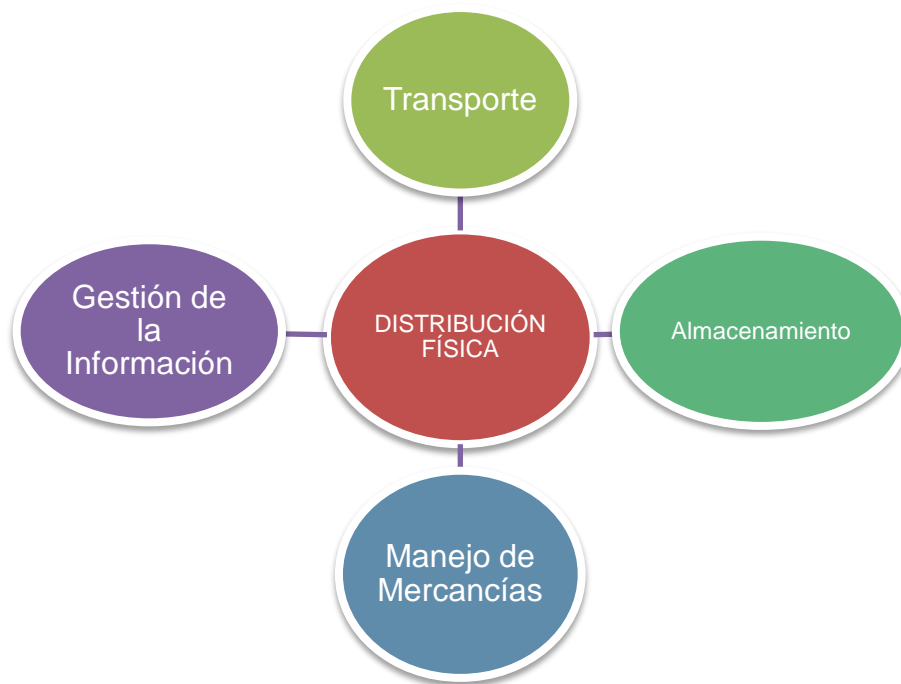 Transporte
Gestión de
la
Información
DISTRIBUCIÓN
FÍSICA
Almacenamiento
Manejo de
Mercancías